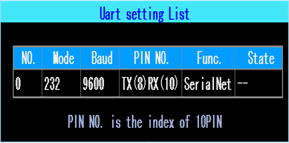 Uart setting List
NO. Mode Baud PIN NO. Func. State
0 232 9600 TX(8)RX(10) SerialNet --
PIN NO. is the index of 10PIN